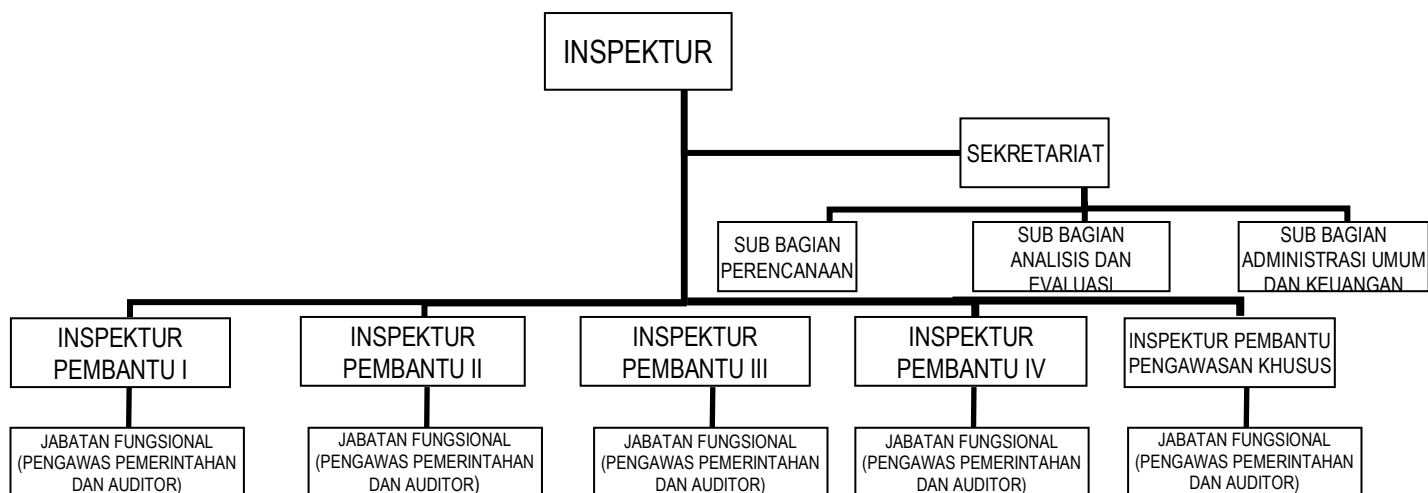 INSPEKTUR
SEKRETARIAT
SUB BAGIAN
PERENCANAAN
SUB BAGIAN
ANALISIS DAN
EVALUASI
SUB BAGIAN
ADMINISTRASI UMUM
DAN KEUANGAN
INSPEKTUR
PEMBANTU I
INSPEKTUR
PEMBANTU II
INSPEKTUR
PEMBANTU III
INSPEKTUR
PEMBANTU IV
INSPEKTUR PEMBANTU
PENGAWASAN KHUSUS
JABATAN FUNGSIONAL
(PENGAWAS PEMERINTAHAN
DAN AUDITOR)
JABATAN FUNGSIONAL
(PENGAWAS PEMERINTAHAN
DAN AUDITOR)
JABATAN FUNGSIONAL
(PENGAWAS PEMERINTAHAN
DAN AUDITOR)
JABATAN FUNGSIONAL
(PENGAWAS PEMERINTAHAN
DAN AUDITOR)
JABATAN FUNGSIONAL
(PENGAWAS PEMERINTAHAN
DAN AUDITOR)